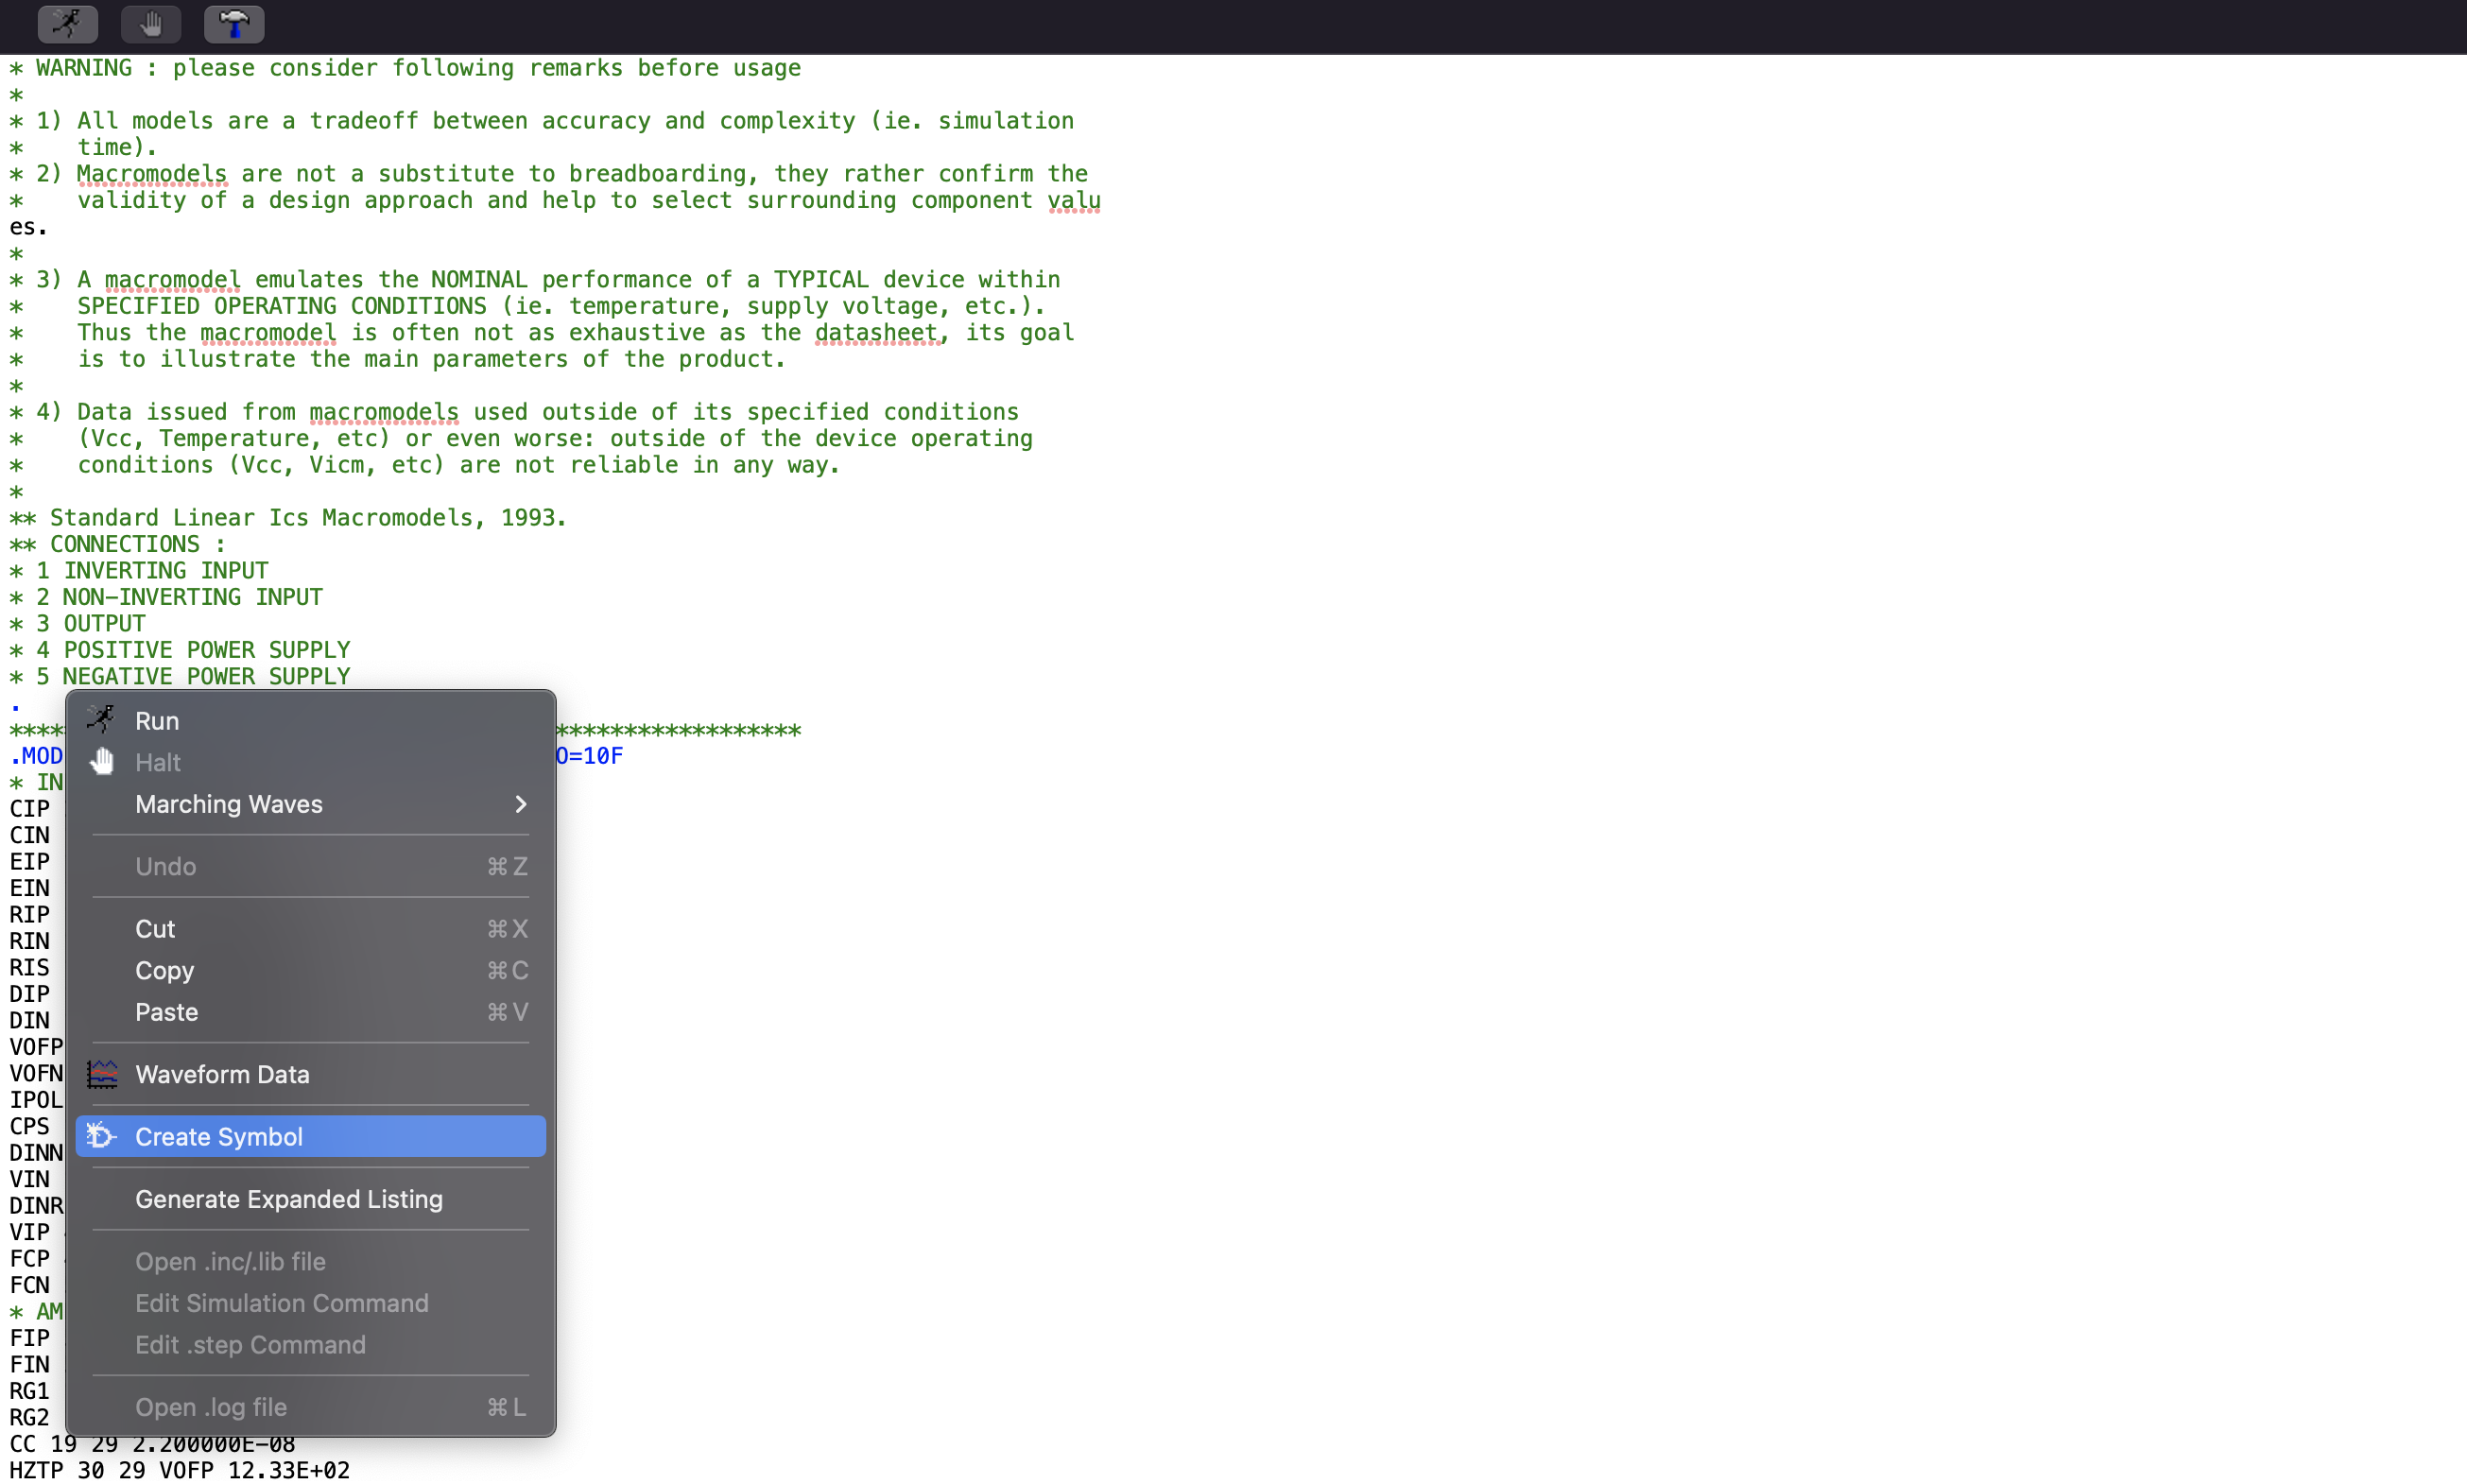 * WARNING : please consider following remarks before usage
*
* 1) All models are a tradeoff between accuracy and complexity (ie. simulation
*    time).
* 2) Macromodels are not a substitute to breadboarding, they rather confirm the
*    validity of a design approach and help to select surrounding component valu
es.
*
* 3) A macromodel emulates the NOMINAL performance of a TYPICAL device within
*    SPECIFIED OPERATING CONDITIONS (ie. temperature, supply voltage, etc.).
*    Thus the macromodel is often not as exhaustive as the datasheet, its goal
*    is to illustrate the main parameters of the product.
*
* 4) Data issued from macromodels used outside of its specified conditions
*    (Vcc, Temperature, etc) or even worse: outside of the device operating
*    conditions (Vcc, Vicm, etc) are not reliable in any way.
*
** Standard Linear Ics Macromodels, 1993.
** CONNECTIONS :
* 1 INVERTING INPUT
* 2 NON-INVERTING INPUT
* 3 OUTPUT
* 4 POSITIVE POWER SUPPLY
* 5 NEGATIVE POWER SUPPLY
.
**** ******************
.MOD O=10F
* IN
CIP
CIN
EIP
EIN
RIP
RIN
RIS
DIP
DIN
VOFP
VOFN
IPOL
CPS
DINN
VIN
DINR
VIP
FCP
FCN
* AM
FIP
FIN
RG1
RG2
CC 19 29 2.200000E-08
HZTP 30 29 VOFP 12.33E+02
Run
Halt
Marching Waves
Undo ⌘Z
Cut ⌘X
Copy ⌘C
Paste ⌘V
Waveform Data
Create Symbol
Generate Expanded Listing
Open .inc/.lib file
Edit Simulation Command
Edit .step Command
Open .log file ⌘L